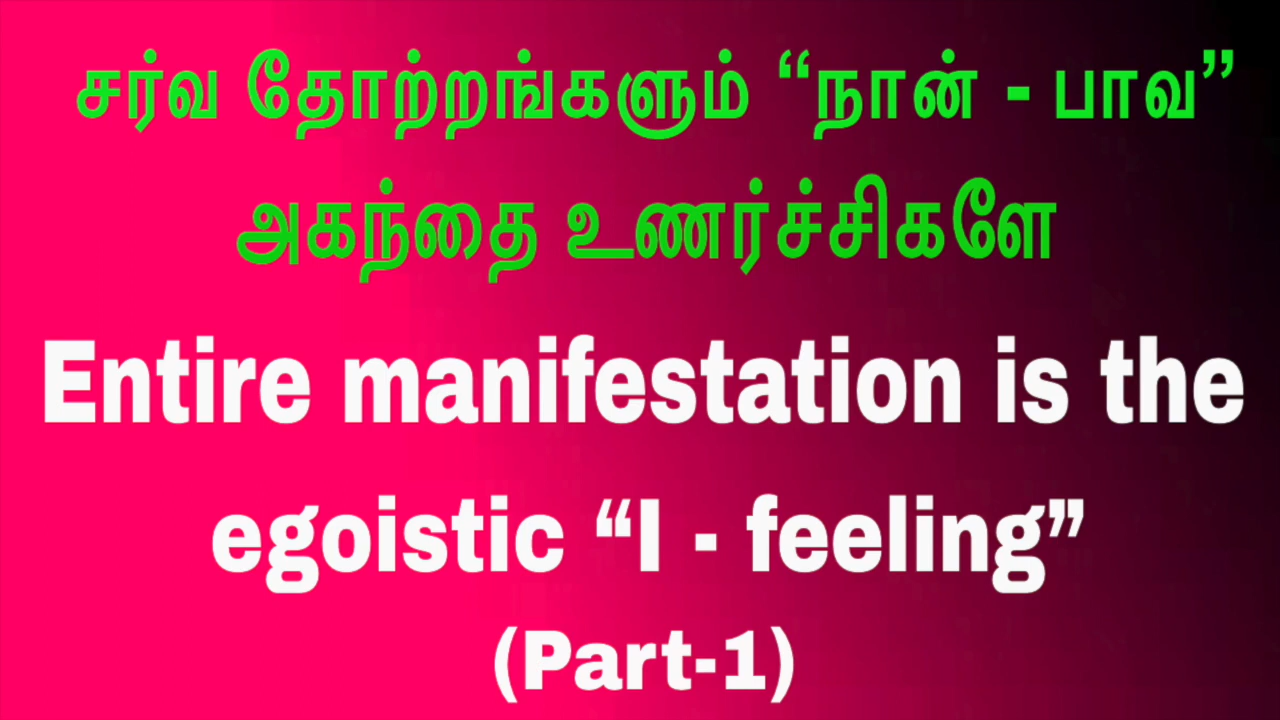 சர்வ தோற்றங்களும் “நான் - பாவ”
அகந்தை உணர்ச்சிகளே
Entire manifestation is the
egoistic “I - feeling”
(Part-1)